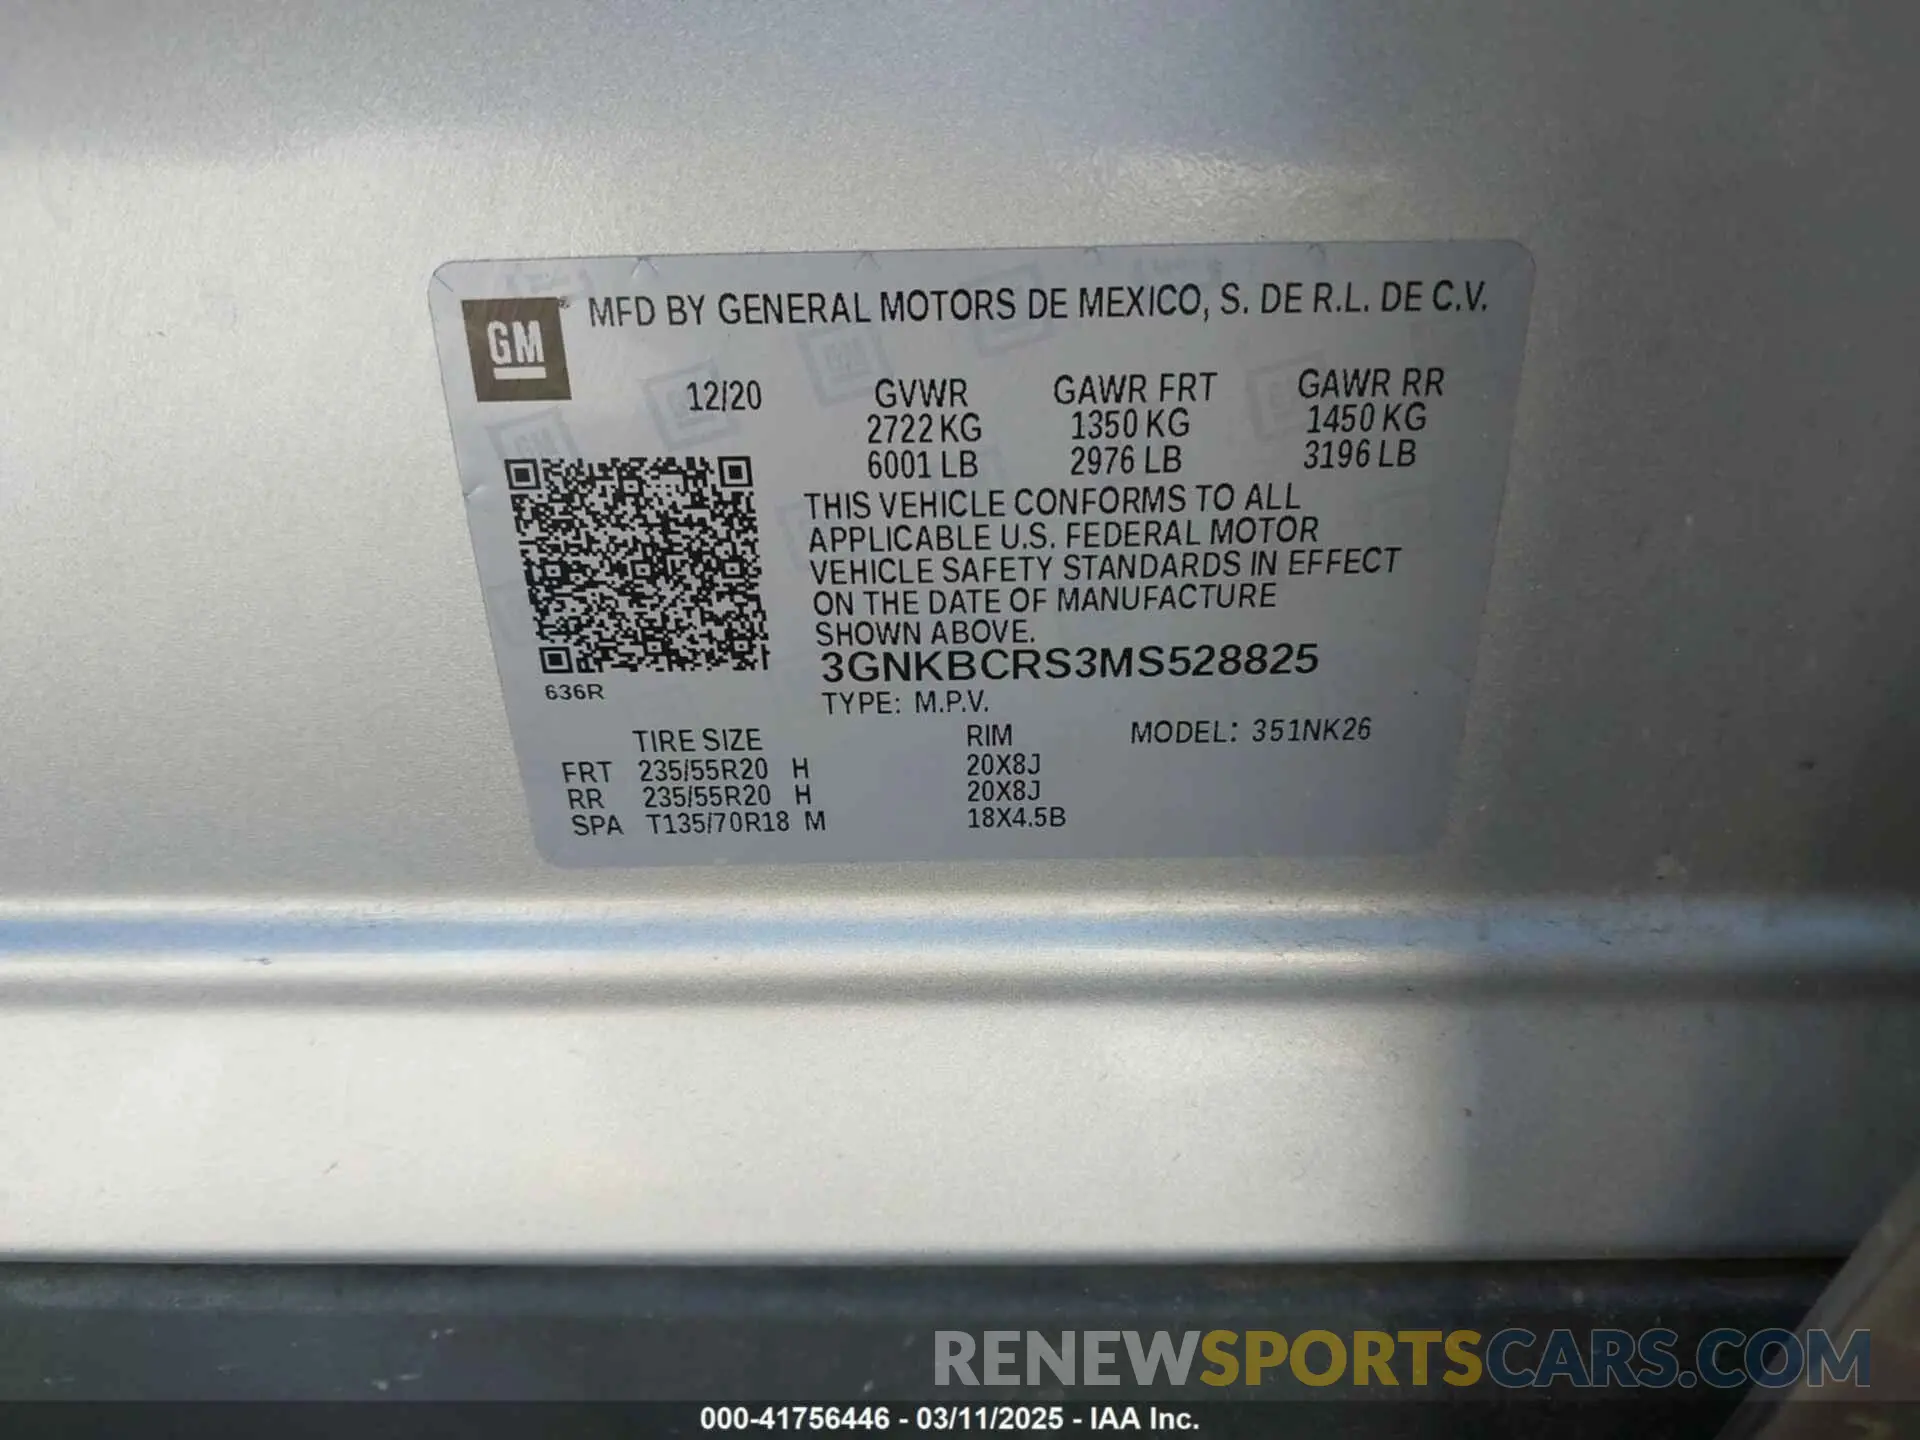 GM ® MFD BY GENERAL MOTORS DE MEXICO, S. DE R.L. DE C.V.
12/20 GVWR GAWR FRT GAWR RR
2722 KG 1350 KG 1450 KG
6001 LB 2976 LB 3196 LB
THIS VEHICLE CONFORMS TO ALL
APPLICABLE U.S. FEDERAL MOTOR
VEHICLE SAFETY STANDARDS IN EFFECT
ON THE DATE OF MANUFACTURE
SHOWN ABOVE.
3GNKBCRS3MS528825
636R
TYPE: M.P.V.
TIRE SIZE RIM MODEL: 351NK26
FRT 235/55R20 H 20X8J
RR 235/55R20 H 20X8J
SPA T135/70R18 M 18X4.5B
RENEWSPORTSCARS.COM
000-41756446 - 03/11/2025 - IAA Inc.